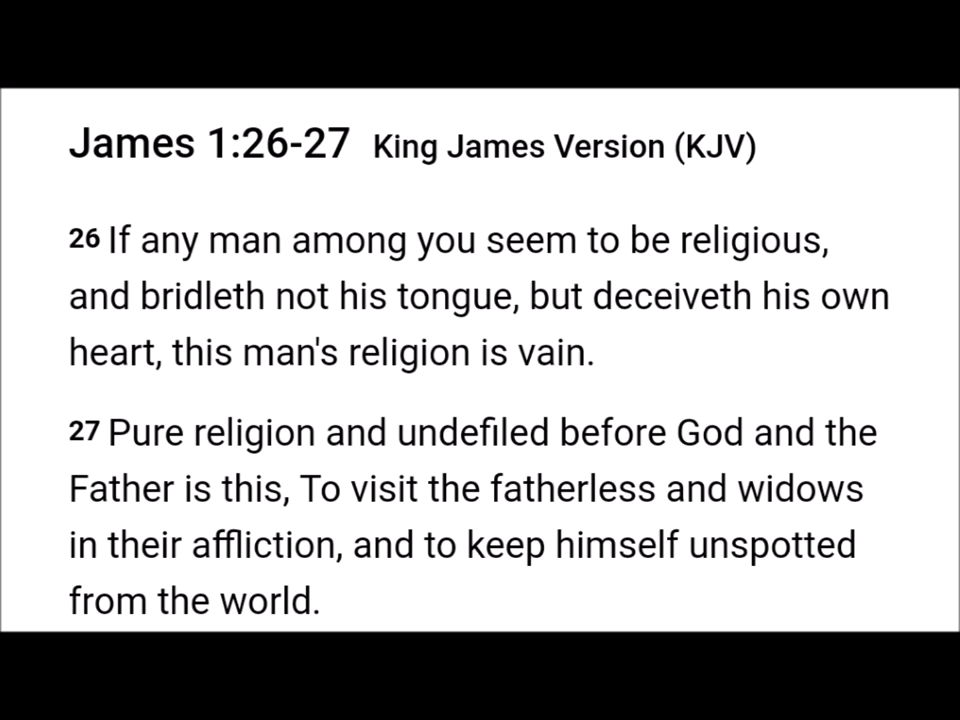 James 1:26-27 King James Version (KJV)
26 If any man among you seem to be religious,
and bridleth not his tongue, but deceiveth his own
heart, this man's religion is vain.
27 Pure religion and undefiled before God and the
Father is this, To visit the fatherless and widows
in their affliction, and to keep himself unspotted
from the world.